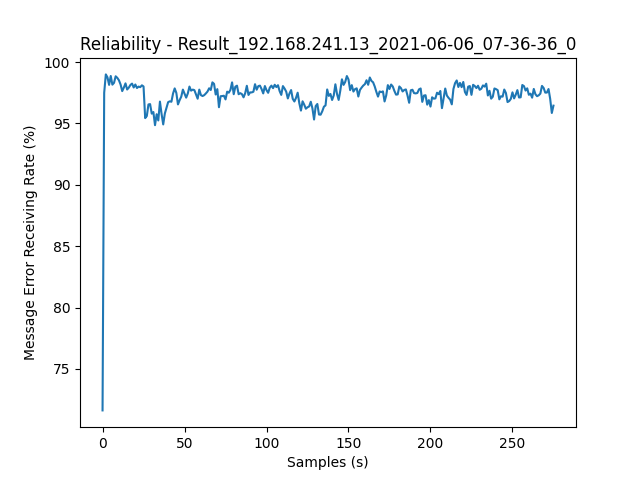 Reliability - Result_192.168.241.13_2021-06-06_07-36-36_0
Message Error Receiving Rate (%)
100
95
90
85
80
75
0 50 100 150 200 250
Samples (s)